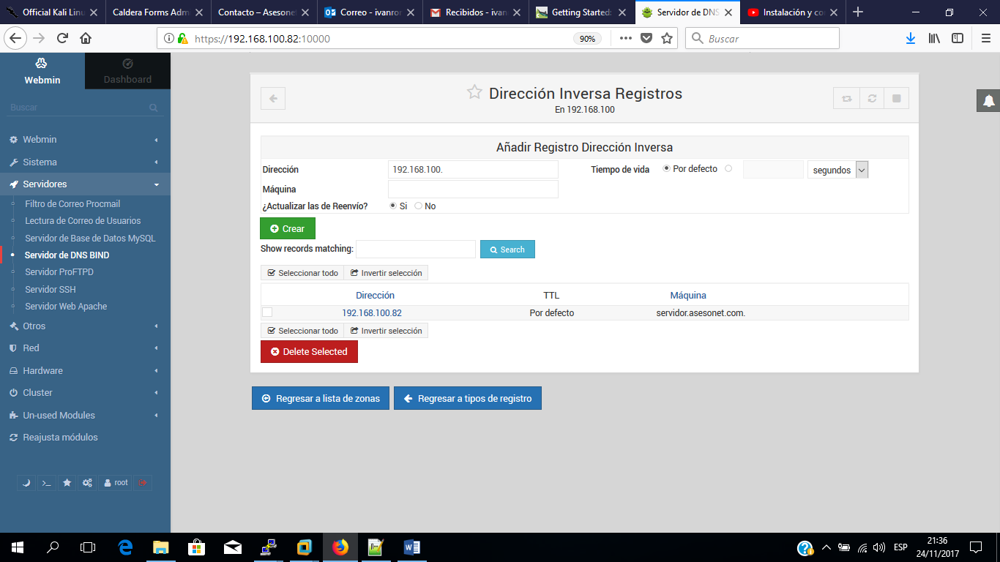 Official Kali Linu
Caldera Forms Adm
Contacto – Asesone
Correo - ivanror
Recibidos - ivan
Getting Started:
Servidor de DNS
Instalación y co
https://192.168.100.82:10000
90%
Buscar
Webmin
Dashboard
Buscar
Webmin
Sistema
Servidores
Filtro de Correo Procmail
Lectura de Correo de Usuarios
Servidor de Base de Datos MySQL
Servidor de DNS BIND
Servidor ProFTPD
Servidor SSH
Servidor Web Apache
Otros
Red
Hardware
Cluster
Un-used Modules
Reajusta módulos
root
Dirección Inversa Registros
En 192.168.100
Añadir Registro Dirección Inversa
Dirección 192.168.100. Tiempo de vida Por defecto segundos
Máquina
¿Actualizar las de Reenvío? Si No
Crear
Show records matching: Search
Seleccionar todo Invertir selección
Dirección TTL Máquina
192.168.100.82 Por defecto servidor.asesonet.com.
Seleccionar todo Invertir selección
Delete Selected
Regresar a lista de zonas Regresar a tipos de registro
ESP
21:36
24/11/2017